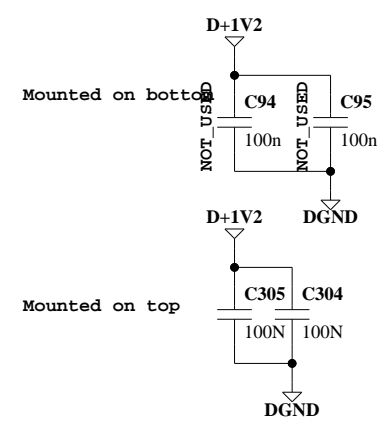 D+1V2
Mounted on bottom
NOT_USED
C94
100n
NOT_USED
C95
100n
DGND
D+1V2
Mounted on top
C305
100N
C304
100N
DGND